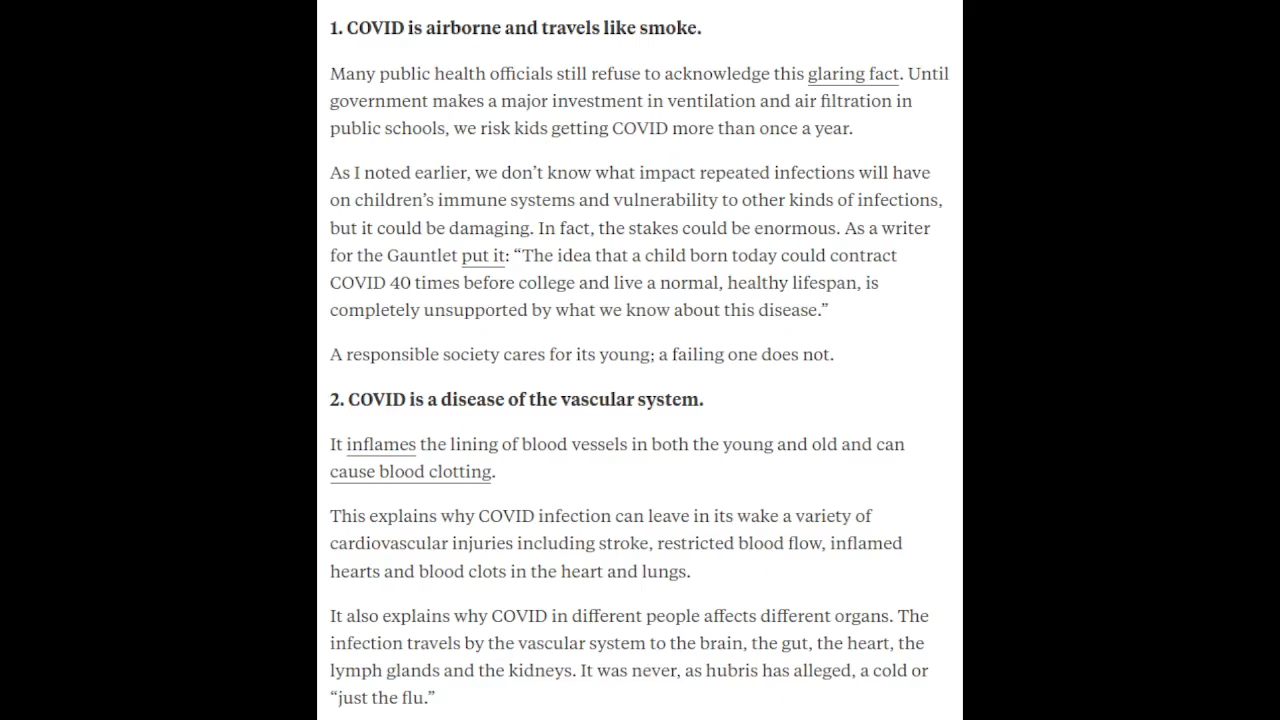 1. COVID is airborne and travels like smoke.
Many public health officials still refuse to acknowledge this glaring fact. Until
government makes a major investment in ventilation and air filtration in
public schools, we risk kids getting COVID more than once a year.
As I noted earlier, we don’t know what impact repeated infections will have
on children’s immune systems and vulnerability to other kinds of infections,
but it could be damaging. In fact, the stakes could be enormous. As a writer
for the Gauntlet put it: “The idea that a child born today could contract
COVID 40 times before college and live a normal, healthy lifespan, is
completely unsupported by what we know about this disease.”
A responsible society cares for its young; a failing one does not.
2. COVID is a disease of the vascular system.
It inflames the lining of blood vessels in both the young and old and can
cause blood clotting.
This explains why COVID infection can leave in its wake a variety of
cardiovascular injuries including stroke, restricted blood flow, inflamed
hearts and blood clots in the heart and lungs.
It also explains why COVID in different people affects different organs. The
infection travels by the vascular system to the brain, the gut, the heart, the
lymph glands and the kidneys. It was never, as hubris has alleged, a cold or
“just the flu.”